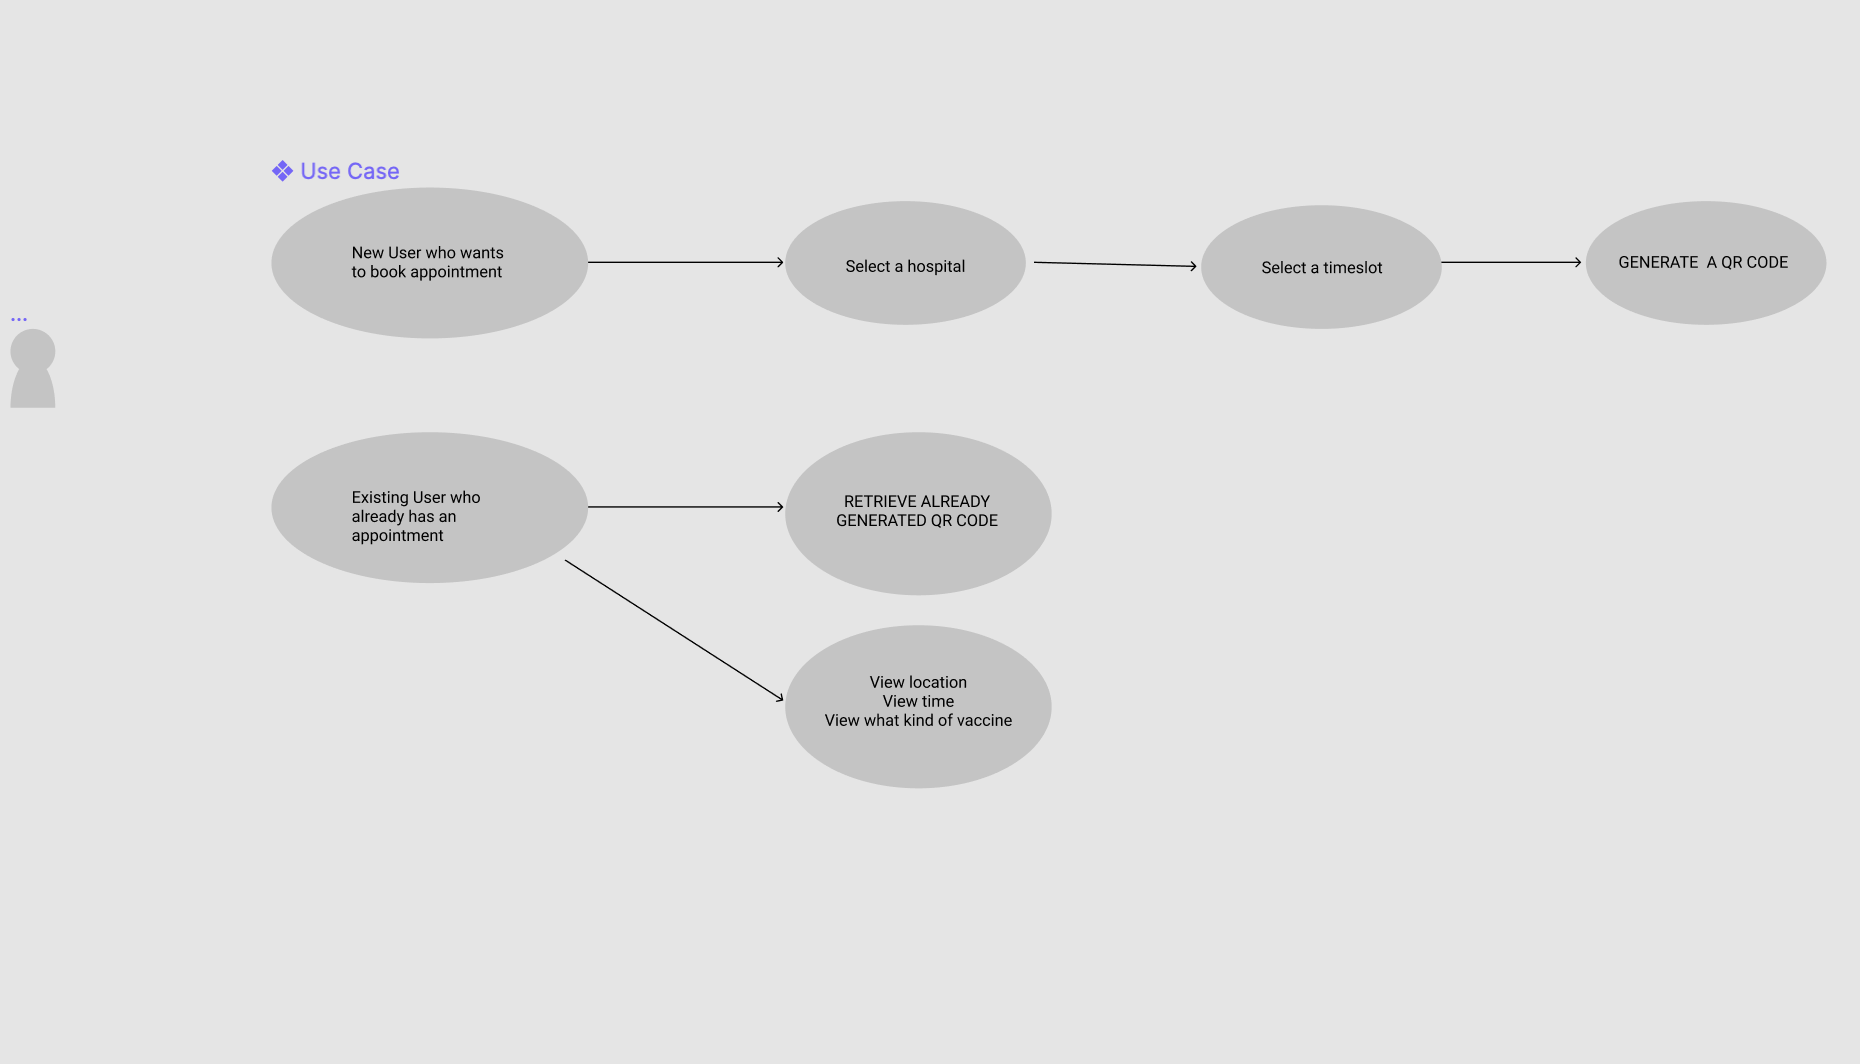 Use Case
New User who wants
to book appointment
Select a hospital
Select a timeslot
GENERATE  A QR CODE
...
Existing User who
already has an
appointment
RETRIEVE ALREADY
GENERATED QR CODE
View location
View time
View what kind of vaccine